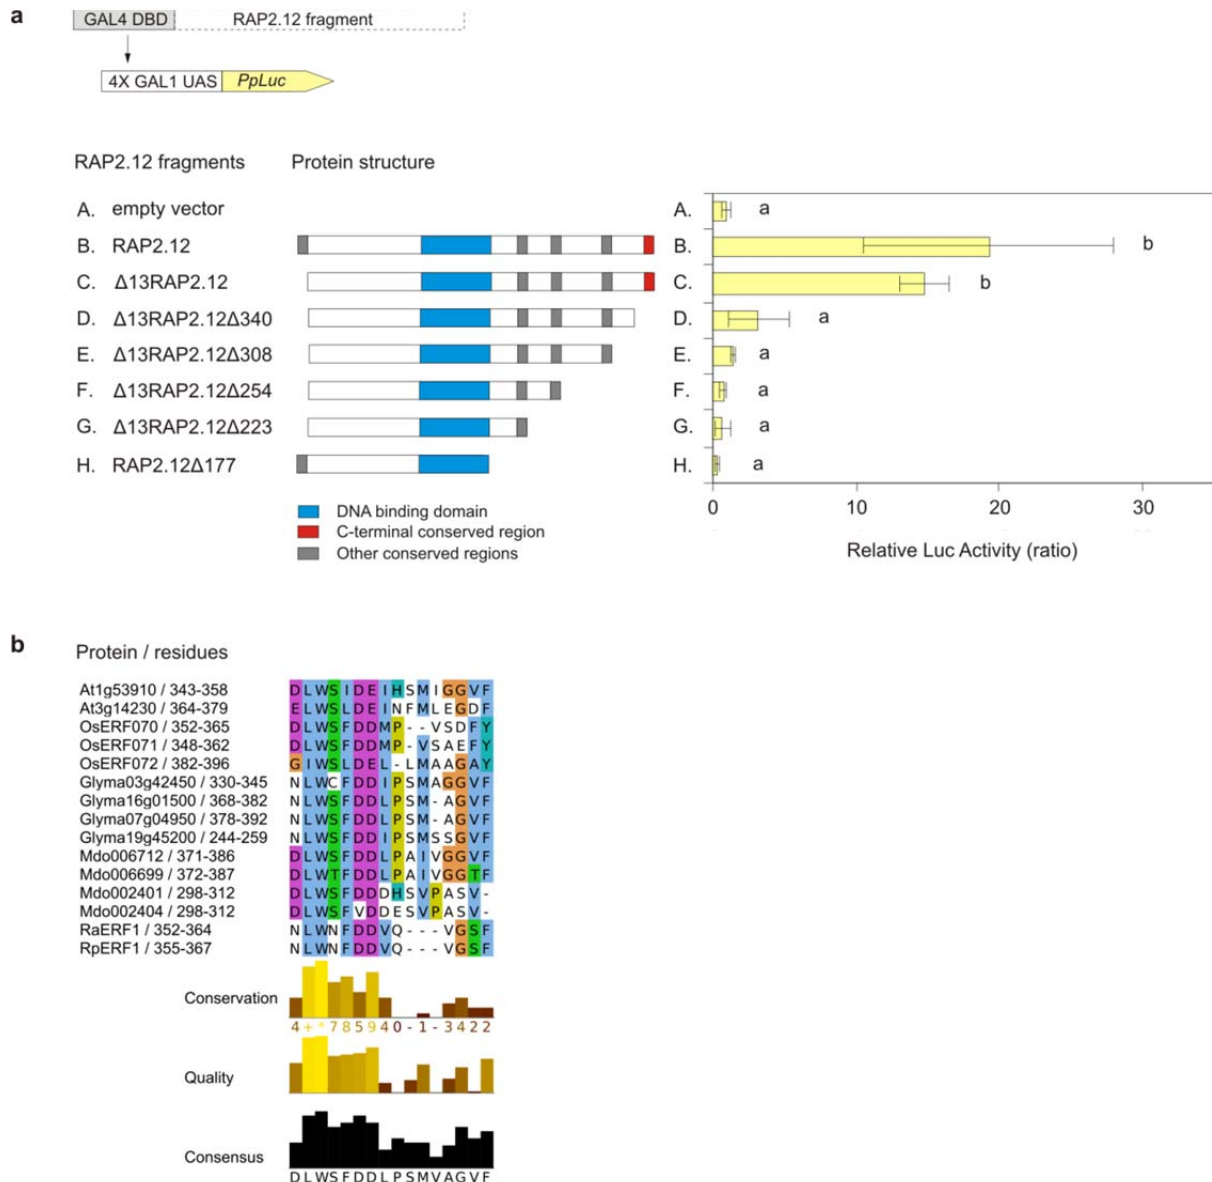 a
GAL4 DBD RAP2.12 fragment
4X GAL1 UAS PpLuc
RAP2.12 fragments Protein structure
A. empty vector
B. RAP2.12
C. Δ13RAP2.12
D. Δ13RAP2.12Δ340
E. Δ13RAP2.12Δ308
F. Δ13RAP2.12Δ254
G. Δ13RAP2.12Δ223
H. RAP2.12Δ177
DNA binding domain
C-terminal conserved region
Other conserved regions
A. a
B. b
C. b
D. a
E. a
F. a
G. a
H. a
0 10 20 30
Relative Luc Activity (ratio)
b
Protein / residues
At1g53910 / 343-358 DLWSIDEIHSMIGGVF
At3g14230 / 364-379 ELWSLDEINFMLEGDF
OsERF070 / 352-365 DLWSFDDMP--VSDFY
OsERF071 / 348-362 DLWSFDDMP-VSAEFY
OsERF072 / 382-396 GIWSLDEL-LMAAGAY
Glyma03g42450 / 330-345 NLWCFDDIPSMAGGVF
Glyma16g01500 / 368-382 NLWSFDDLPSM-AGVF
Glyma07g04950 / 378-392 NLWSFDDLPSM-AGVF
Glyma19g45200 / 244-259 NLWSFDDIPSMSSGVF
Mdo006712 / 371-386 DLWSFDDLPAIVGGVF
Mdo006699 / 372-387 DLWTFDDLPAIVGGTF
Mdo002401 / 298-312 DLWSFDDDHSVPASV-
Mdo002404 / 298-312 DLWSFVDDESVPASV-
RaERF1 / 352-364 NLWNFDDVQ---VGSF
RpERF1 / 355-367 NLWNFDDVQ---VGSF
Conservation
4+*785940-1-3422
Quality
Consensus
DLWSFDDLPSMVAGVF